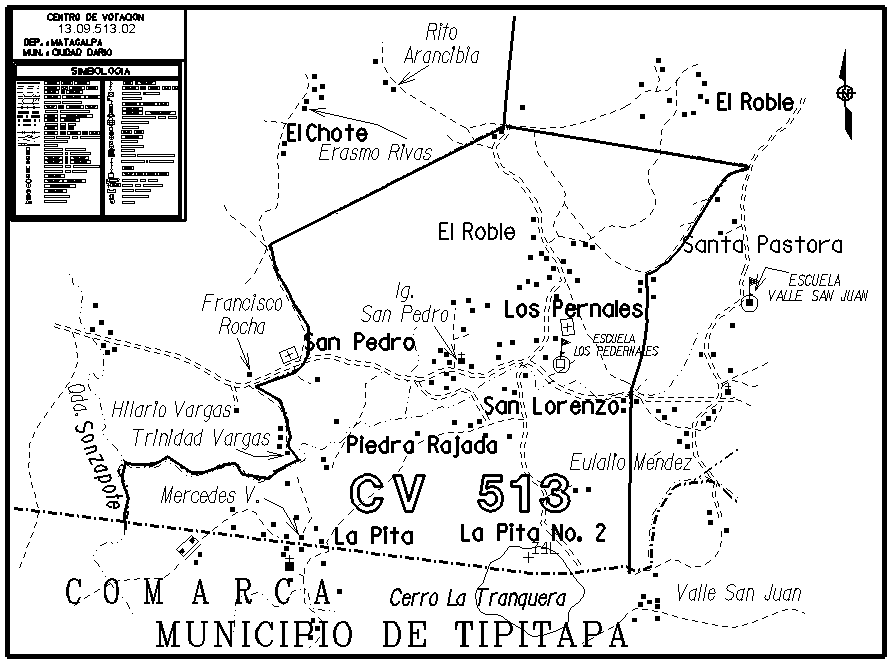 CENTRO DE VOTACION
13.09.513.02
DEP.: MATAGALPA
MUN.: CIUDAD DARIO
SIMBOLOGIA
Rito
Arancibia
El Roble
El Chote
Erasmo Rivas
El Roble
Santa Pastora
ESCUELA
VALLE SAN JUAN
Ig.
San Pedro
Francisco
Rocha
Los Pernales
San Pedro
ESCUELA
LOS PEDERNALES
Qda. Sonzapote
Hilario Vargas
San Lorenzo
Trinidad Vargas
Piedra Rajada
Eulalio Méndez
Mercedes V.
CV 513
La Pita
La Pita No. 2
Cerro La Tranquera
Valle San Juan
COMARCA
MUNICIPIO DE TIPITAPA